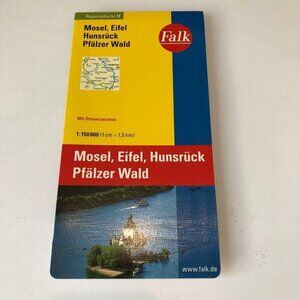 Regionalkarte 11
Mosel, Eifel
Hunsrück
Pfälzer Wald
Falk
Mit Ortsverzeichnis
1:150 000 (1 cm = 1,5 km)
Mosel, Eifel, Hunsrück
Pfälzer Wald
www.falk.de